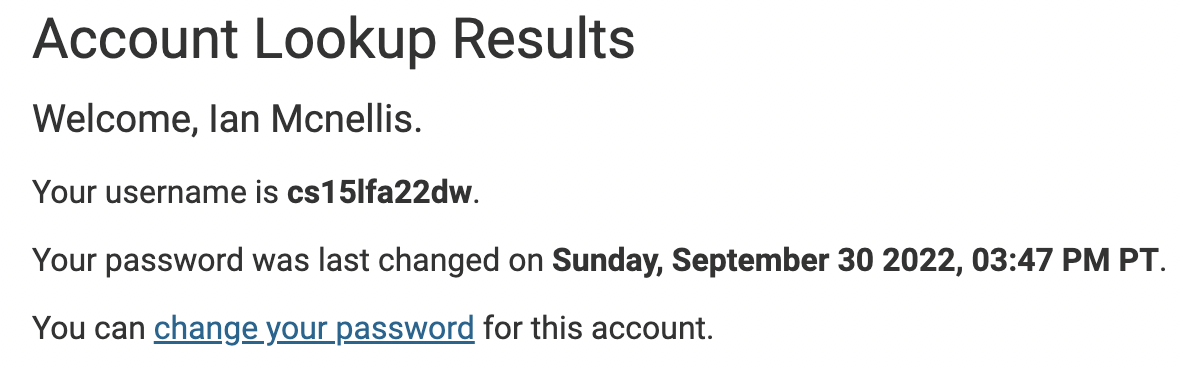 Account Lookup Results
Welcome, Ian Mcnellis.
Your username is cs15lfa22dw.
Your password was last changed on Sunday, September 30 2022, 03:47 PM PT.
You can change your password for this account.